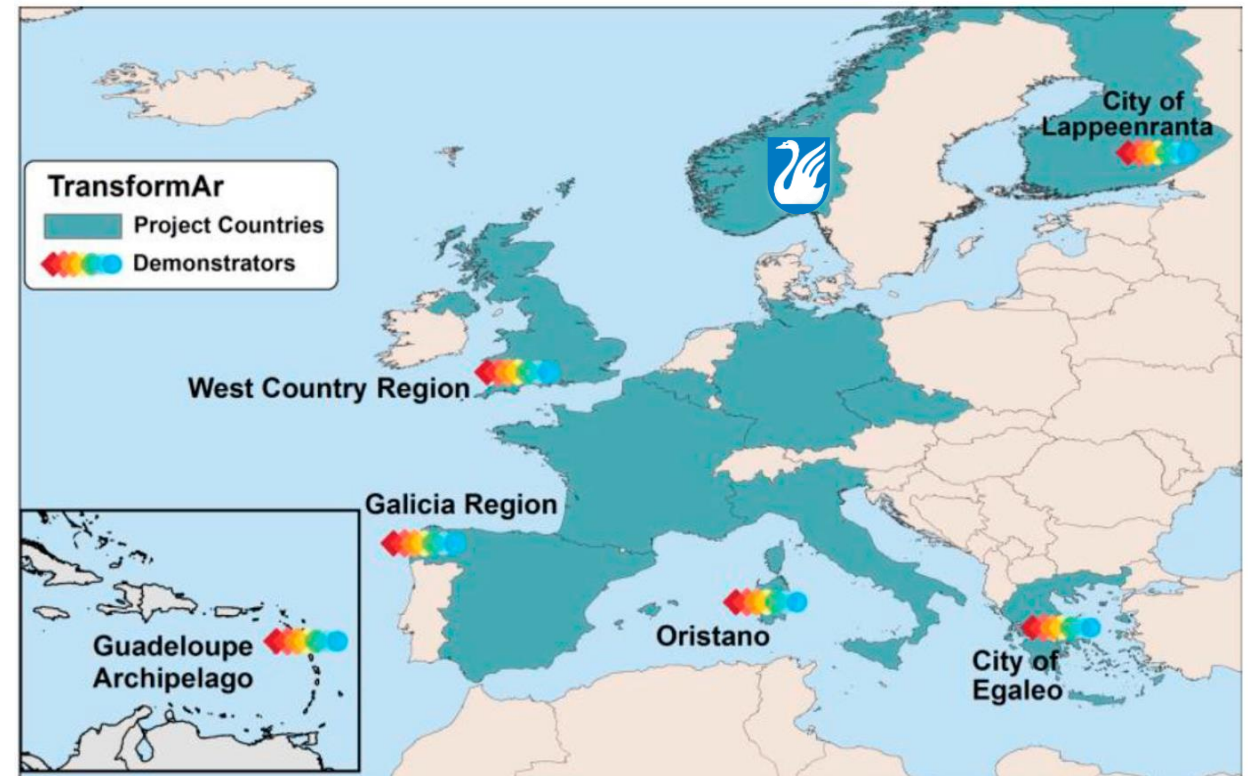 City of
Lappeenranta
TransformAr
Project Countries
Demonstrators
West Country Region
Galicia Region
Guadeloupe
Archipelago
Oristano
City of
Egaleo